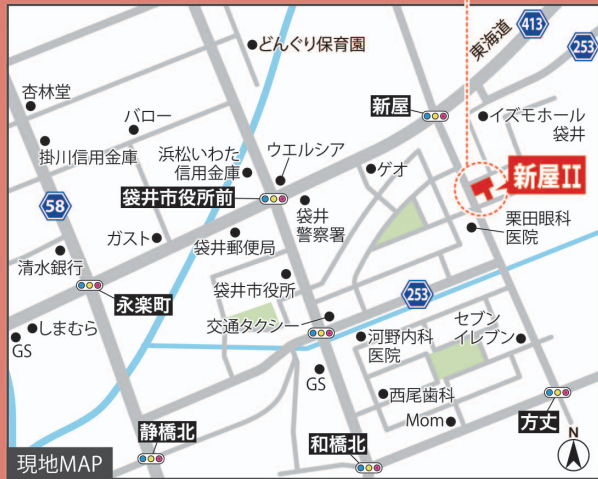 413
東海道
253
どんぐり保育園
杏林堂
バロー
新屋
イズモホール
袋井
掛川信用金庫
浜松いわた
信用金庫
ウエルシア
ゲオ
新屋II
58
袋井市役所前
袋井
警察署
栗田眼科
医院
ガスト
袋井郵便局
清水銀行
袋井市役所
253
永楽町
交通タクシー
しまむら
GS
河野内科
医院
セブン
イレブン
GS
西尾歯科
Mom
方丈
静橋北
和橋北
N
現地MAP